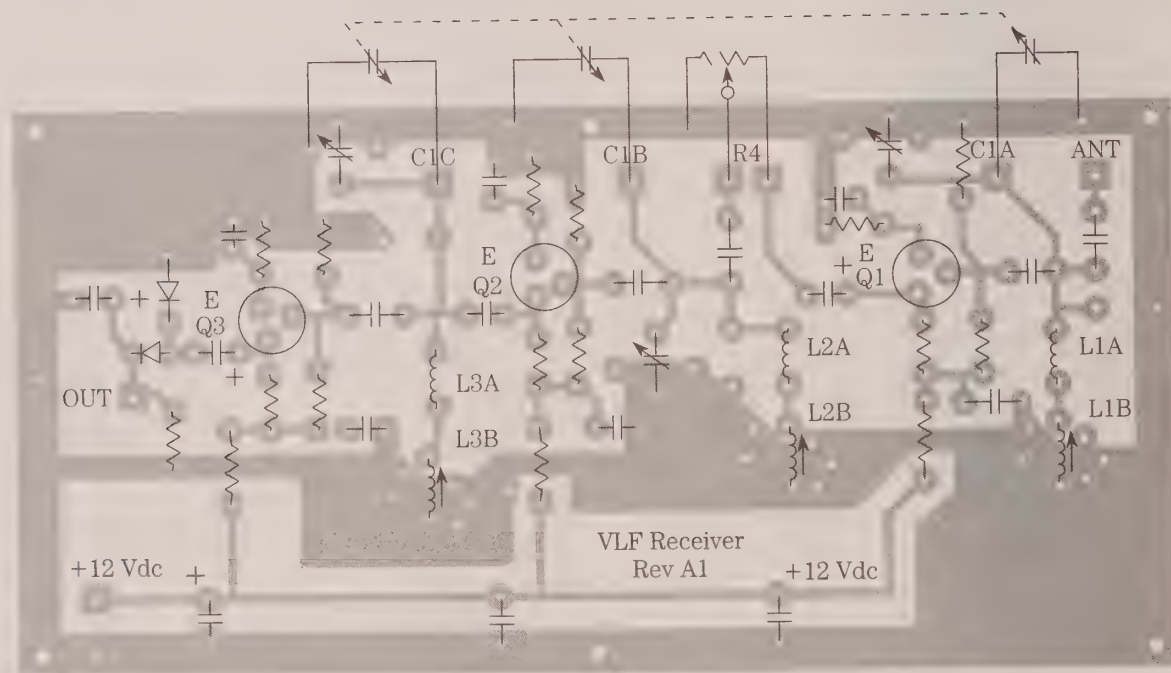 C1C
C1B
R4
C1A
ANT
E
Q3
E
Q2
+
E
Q1
+
+
OUT
L3A
L3B
L2A
L2B
L1A
L1B
VLF Receiver
Rev A1
+12 Vdc
+
+12 Vdc